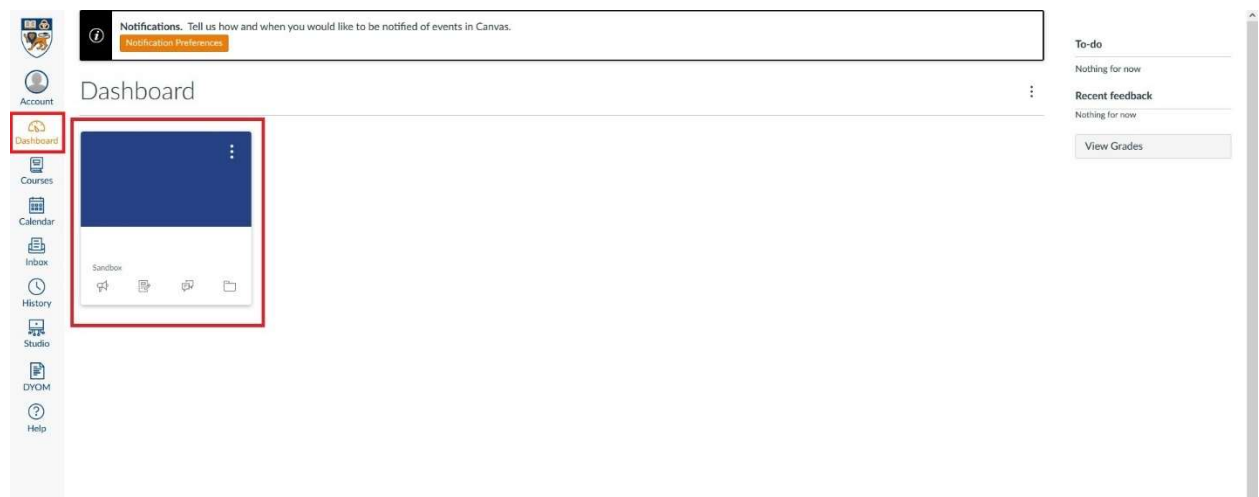 Notifications. Tell us how and when you would like to be notified of events in Canvas.
Notification Preferences
Account
Dashboard
Courses
Calendar
Inbox
History
Studio
DYOM
Help
Dashboard
Sandbox
To-do
Nothing for now
Recent feedback
Nothing for now
View Grades